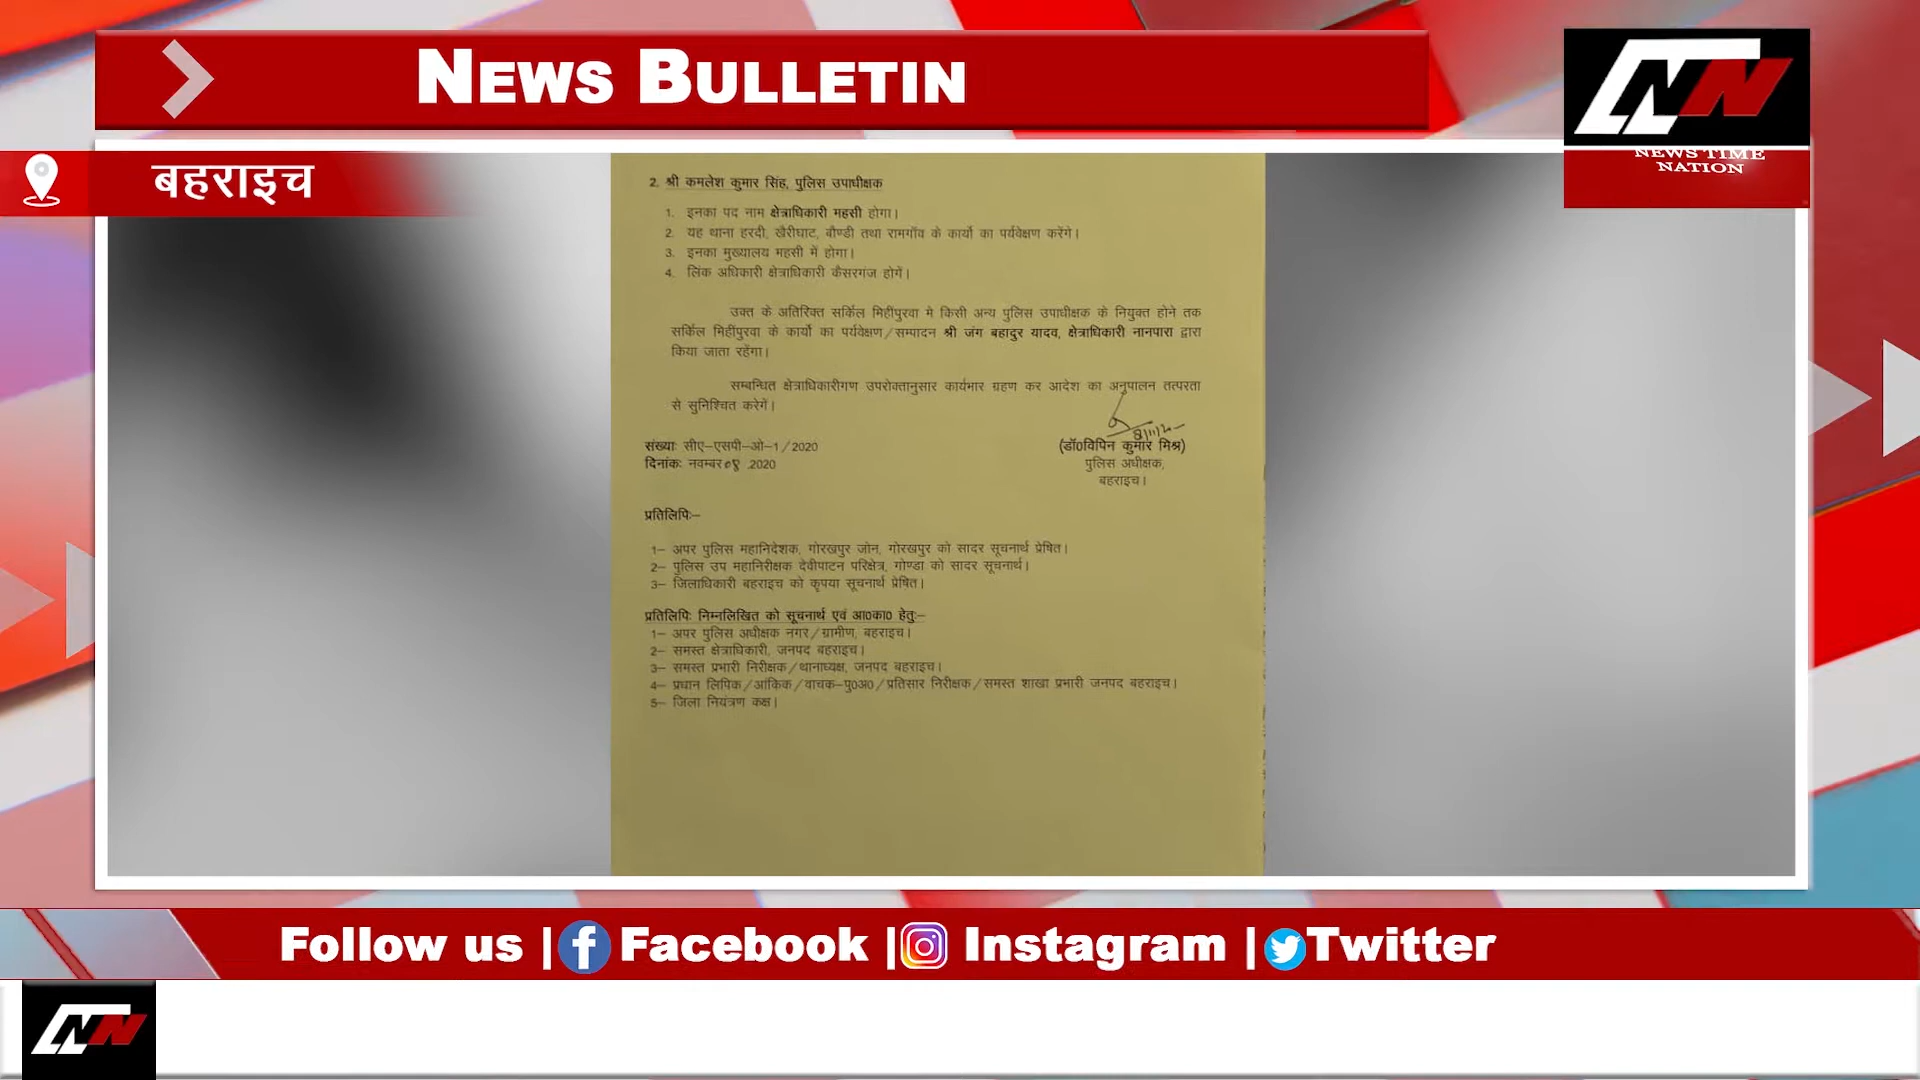 News Bulletin
NEWS TIME
NATION
बहराइच
2. श्री कमलेश कुमार सिंह, पुलिस उपाधीक्षक
1. इनका पद नाम क्षेत्राधिकारी महसी होगा।
2. यह थाना हरदी, खैरीघाट, बौण्डी तथा रामगॉव के कार्यो का पर्यवेक्षण करेंगे।
3. इनका मुख्यालय महसी में होगा।
4. लिंक अधिकारी क्षेत्राधिकारी कैसरगंज होगें।
उक्त के अतिरिक्त सर्किल मिहींपुरवा मे किसी अन्य पुलिस उपाधीक्षक के नियुक्त होने तक
सर्किल मिहींपुरवा के कार्यो का पर्यवेक्षण/सम्पादन श्री जंग बहादुर यादव, क्षेत्राधिकारी नानपारा द्वारा
किया जाता रहेंगा।
सम्बन्धित क्षेत्राधिकारीगण उपरोक्तानुसार कार्यभार ग्रहण कर आदेश का अनुपालन तत्परता
से सुनिश्चित करेगें।
संख्याः सीए-एसपी-ओ-1/2020
दिनांकः नवम्बर 08 .2020
(डॉ0विपिन कुमार मिश्र)
पुलिस अधीक्षक,
बहराइच।
प्रतिलिपिः-
1- अपर पुलिस महानिदेशक, गोरखपुर जोन, गोरखपुर को सादर सूचनार्थ प्रेषित।
2- पुलिस उप महानिरीक्षक देवीपाटन परिक्षेत्र, गोण्डा को सादर सूचनार्थ।
3- जिलाधिकारी बहराइच को कृपया सूचनार्थ प्रेषित।
प्रतिलिपिः निम्नलिखित को सूचनार्थ एवं आ0का0 हेतुः-
1- अपर पुलिस अधीक्षक नगर/ग्रामीण, बहराइच।
2- समस्त क्षेत्राधिकारी, जनपद बहराइच।
3- समस्त प्रभारी निरीक्षक/थानाध्यक्ष, जनपद बहराइच।
4- प्रधान लिपिक/आंकिक/वाचक-पु0अ0/प्रतिसार निरीक्षक/समस्त शाखा प्रभारी जनपद बहराइच।
5- जिला नियंत्रण कक्ष।
Follow us | Facebook | Instagram | Twitter